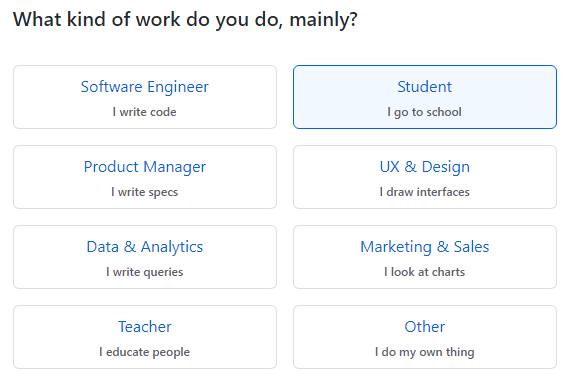 What kind of work do you do, mainly?
Software Engineer
I write code
Student
I go to school
Product Manager
I write specs
UX & Design
I draw interfaces
Data & Analytics
I write queries
Marketing & Sales
I look at charts
Teacher
I educate people
Other
I do my own thing